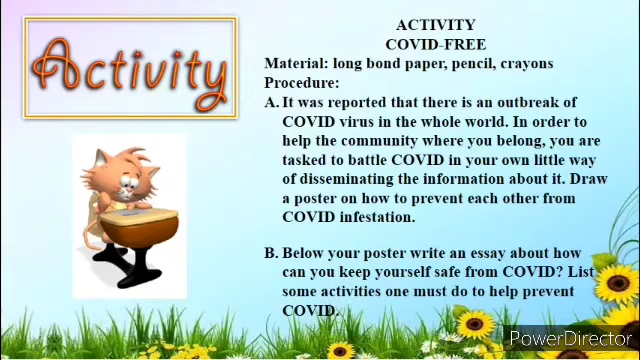 Activity
ACTIVITY
COVID-FREE
Material: long bond paper, pencil, crayons
Procedure:
A. It was reported that there is an outbreak of
COVID virus in the whole world. In order to
help the community where you belong, you are
tasked to battle COVID in your own little way
of disseminating the information about it. Draw
a poster on how to prevent each other from
COVID infestation.
B. Below your poster write an essay about how
can you keep yourself safe from COVID? List
some activities one must do to help prevent
COVID.
PowerDirector